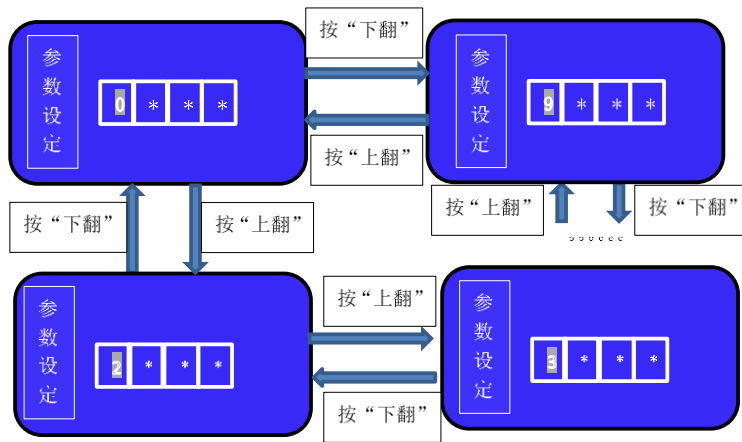 按“下翻”
参数设定
0 * * *
参数设定
9 * * *
按“上翻”
按“下翻”
按“上翻”
按“上翻”
按“下翻”
参数设定
2 * * *
按“上翻”
参数设定
3 * * *
按“下翻”